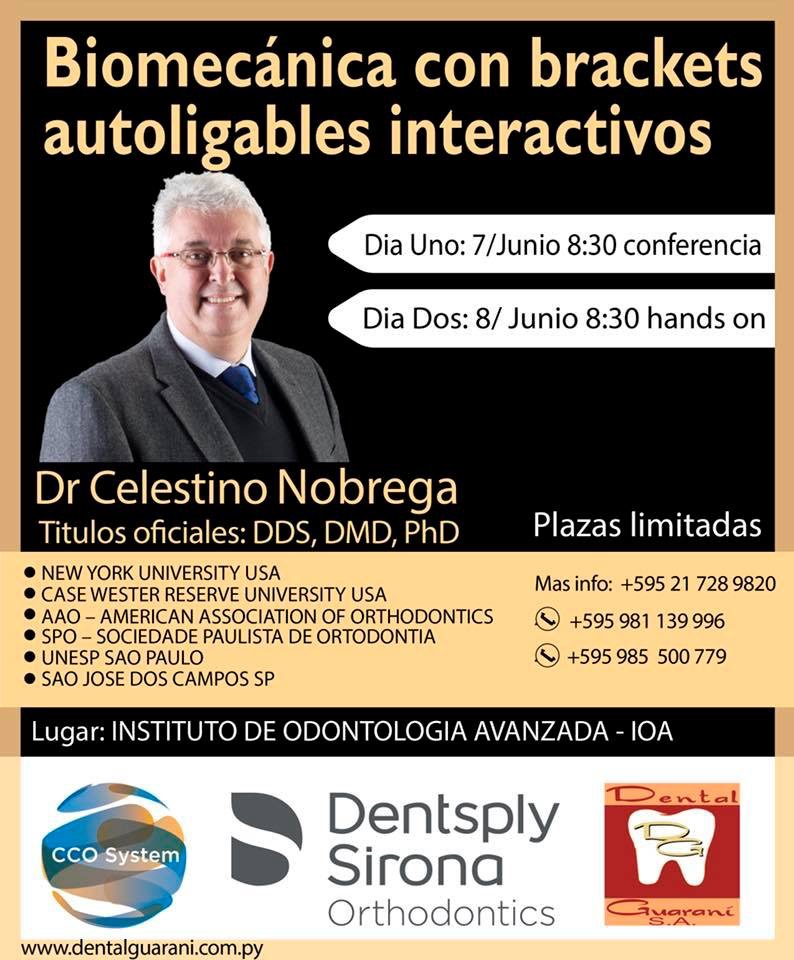 Biomecánica con brackets
autoligables interactivos
Dia Uno: 7/Junio 8:30 conferencia
Dia Dos: 8/ Junio 8:30 hands on
Dr Celestino Nobrega
Titulos oficiales: DDS, DMD, PhD
Plazas limitadas
● NEW YORK UNIVERSITY USA
● CASE WESTER RESERVE UNIVERSITY USA
● AAO – AMERICAN ASSOCIATION OF ORTHODONTICS
● SPO – SOCIEDADE PAULISTA DE ORTODONTIA
● UNESP SAO PAULO
● SAO JOSE DOS CAMPOS SP
Mas info: +595 21 728 9820
+595 981 139 996
+595 985 500 779
Lugar: INSTITUTO DE ODONTOLOGIA AVANZADA - IOA
CCO System
Dentsply
Sirona
Orthodontics
Dental
DG
Guaraní
S.A.
www.dentalguarani.com.py